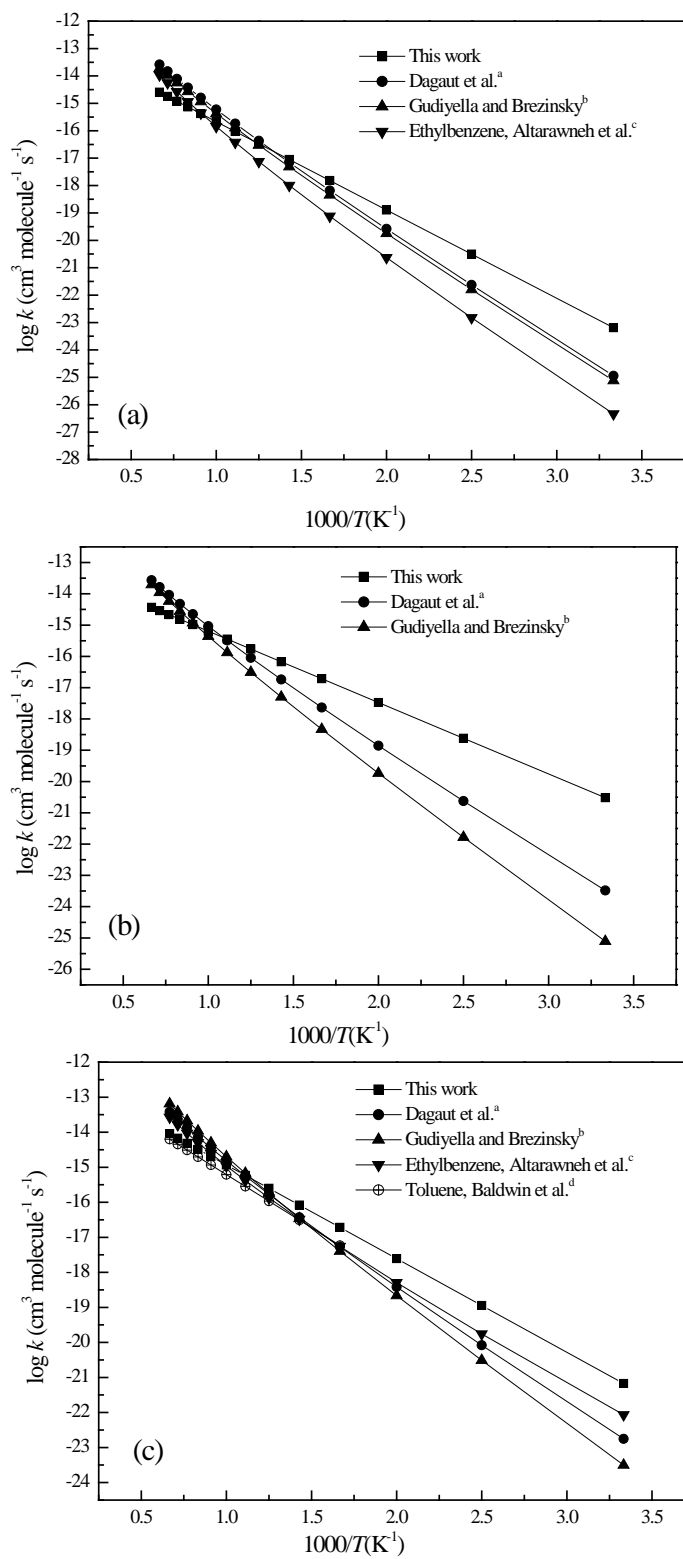 -12
-13
-14
-15
-16
-17
-18
-19
-20
-21
-22
-23
-24
-25
-26
-27
-28
log k (cm³ molecule⁻¹ s⁻¹)
This work
Dagaut et al.ᵃ
Gudiyella and Brezinskyᵇ
Ethylbenzene, Altarawneh et al.ᶜ
(a)
0.5 1.0 1.5 2.0 2.5 3.0 3.5
1000/T(K⁻¹)
-13
-14
-15
-16
-17
-18
-19
-20
-21
-22
-23
-24
-25
-26
log k (cm³ molecule⁻¹ s⁻¹)
This work
Dagaut et al.ᵃ
Gudiyella and Brezinskyᵇ
(b)
0.5 1.0 1.5 2.0 2.5 3.0 3.5
1000/T(K⁻¹)
-12
-13
-14
-15
-16
-17
-18
-19
-20
-21
-22
-23
-24
log k (cm³ molecule⁻¹ s⁻¹)
This work
Dagaut et al.ᵃ
Gudiyella and Brezinskyᵇ
Ethylbenzene, Altarawneh et al.ᶜ
Toluene, Baldwin et al.ᵈ
(c)
0.5 1.0 1.5 2.0 2.5 3.0 3.5
1000/T(K⁻¹)